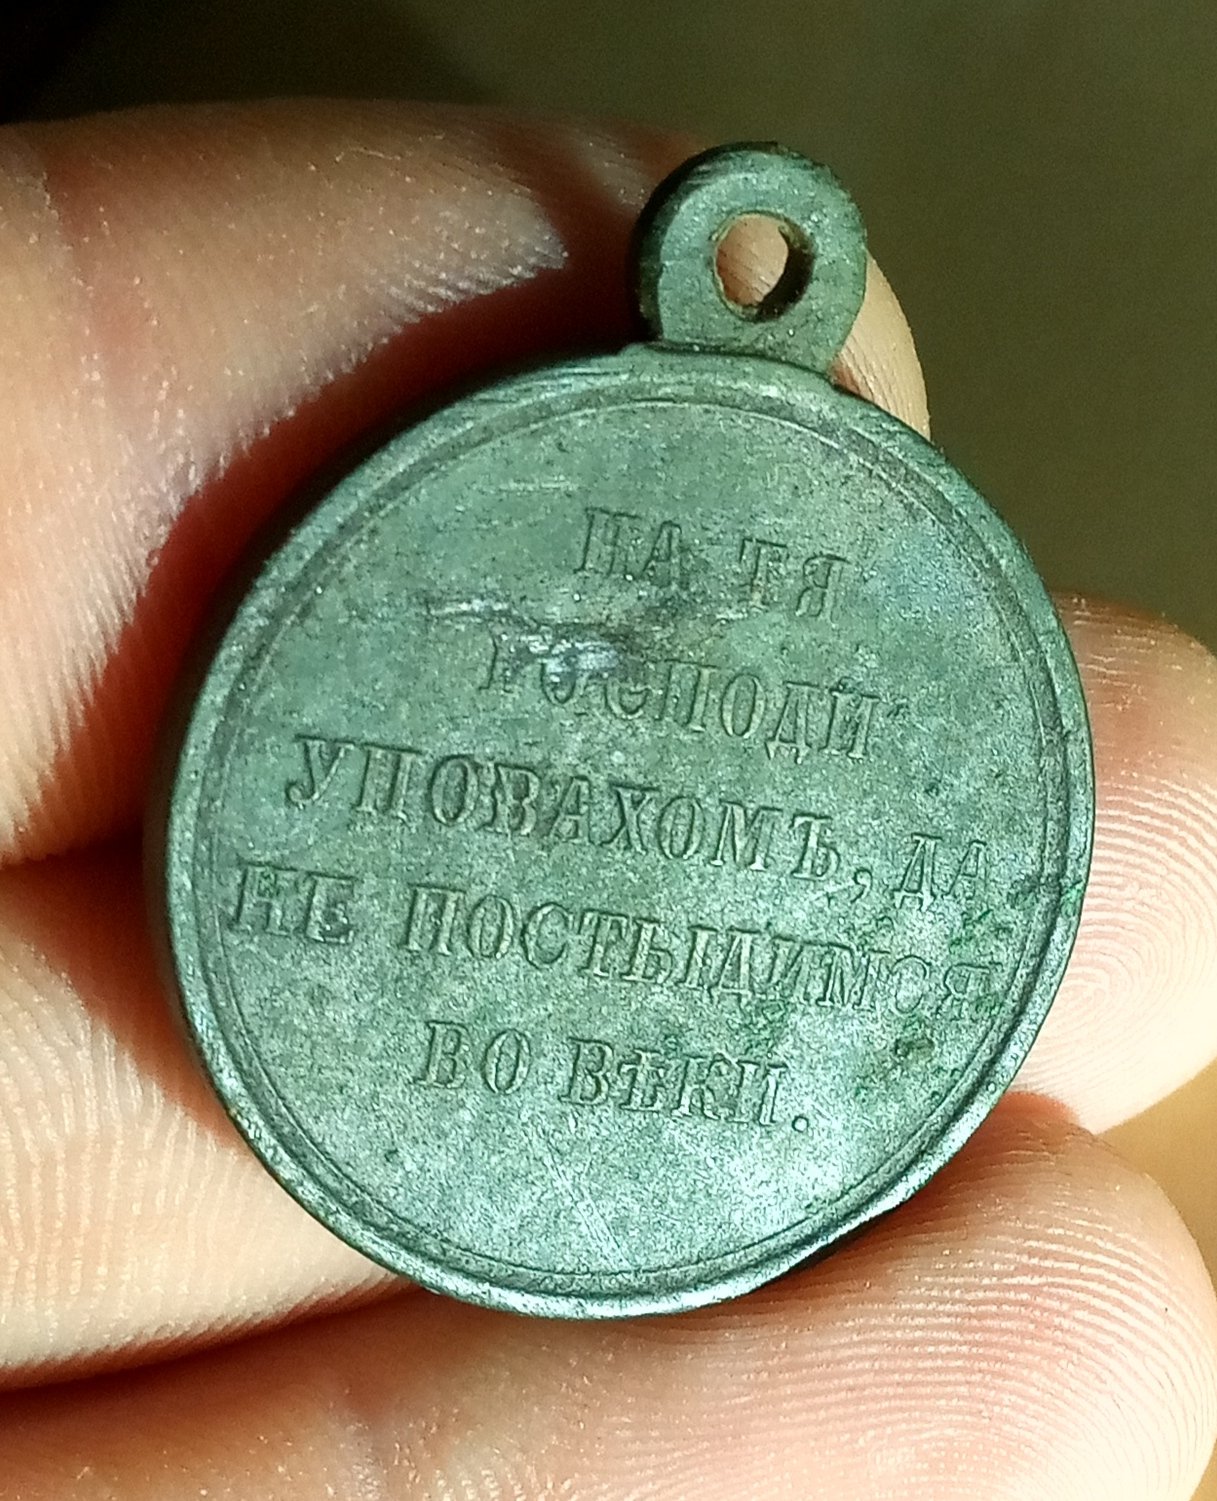 НА ТЯ
ГОСПОДИ
УПОВАХОМЪ, ДА
НЕ ПОСТЫДИМСЯ
ВО ВѢКИ.